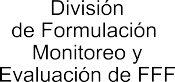 División
de Formulación
Monitoreo y
Evaluación de FFF